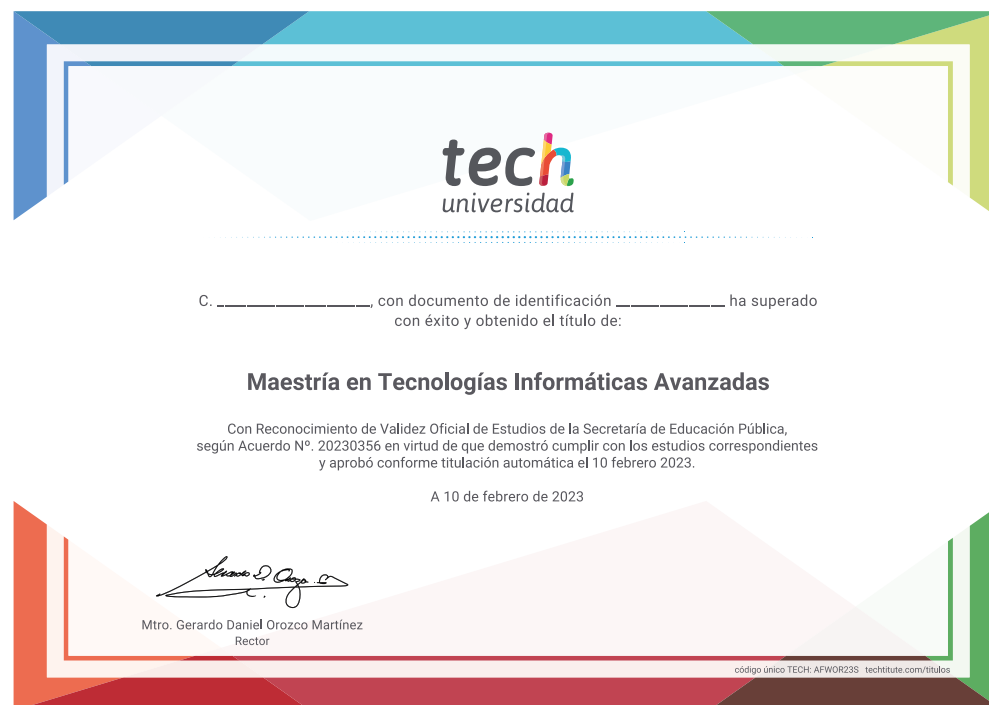 tech
universidad
C. ____________________, con documento de identificación ______________ ha superado
con éxito y obtenido el título de:
Maestría en Tecnologías Informáticas Avanzadas
Con Reconocimiento de Validez Oficial de Estudios de la Secretaría de Educación Pública,
según Acuerdo Nº. 20230356 en virtud de que demostró cumplir con los estudios correspondientes
y aprobó conforme titulación automática el 10 febrero 2023.
A 10 de febrero de 2023
Mtro. Gerardo Daniel Orozco Martínez
Rector
código único TECH: AFWOR23S techtitute.com/titulos